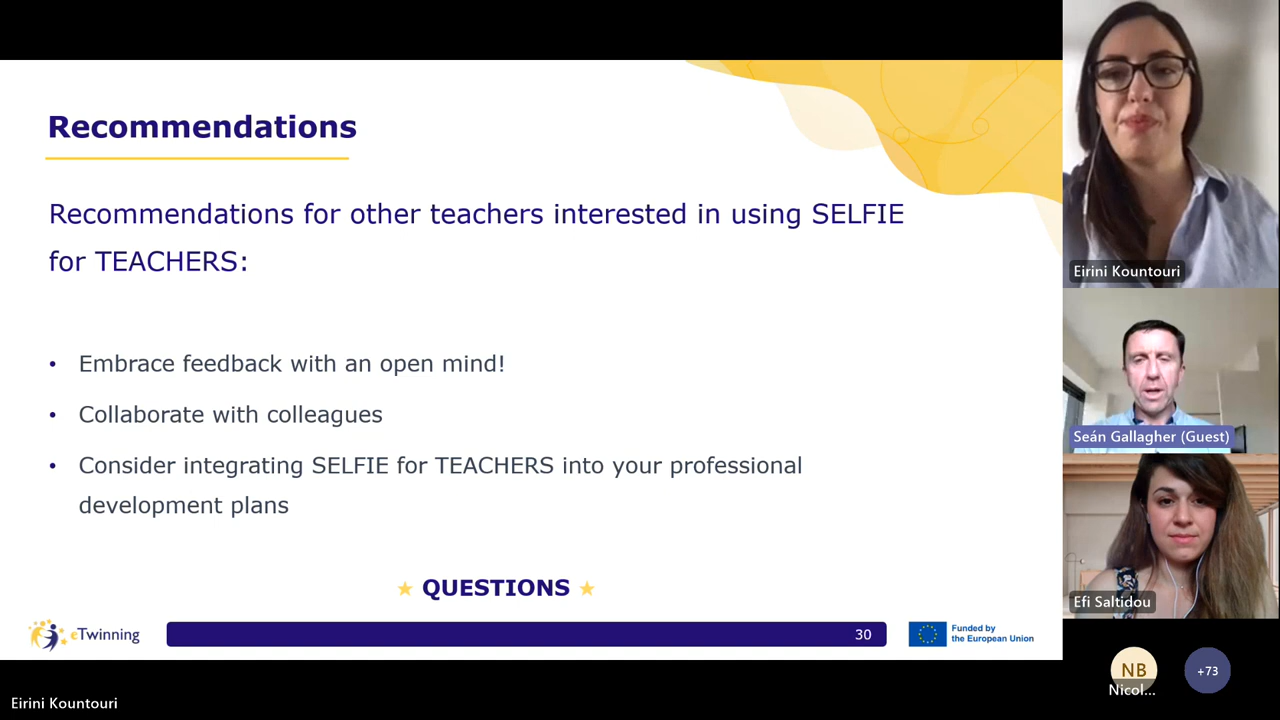 Recommendations
Recommendations for other teachers interested in using SELFIE
for TEACHERS:
• Embrace feedback with an open mind!
• Collaborate with colleagues
• Consider integrating SELFIE for TEACHERS into your professional
development plans
QUESTIONS
eTwinning
30
Funded by
the European Union
Eirini Kountouri
Seán Gallagher (Guest)
Efi Saltidou
NB
Nicol...
+73
Eirini Kountouri